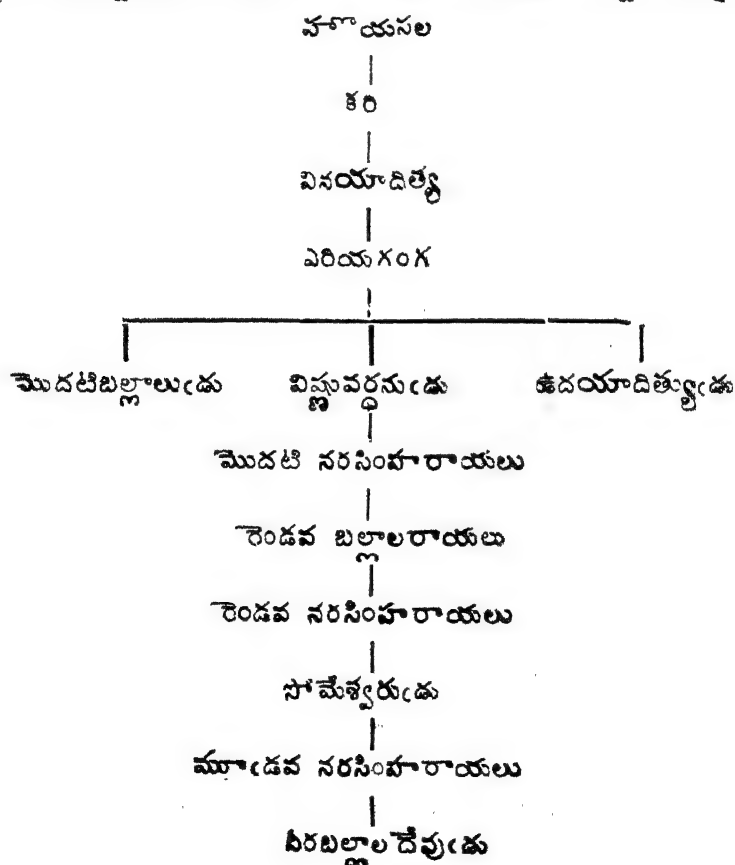 హొయసల
కరి
వినయాదిత్య
ఎరియగంగ
మొదటిబల్లాలుఁడు విష్ణువర్ధనుఁడు ఉదయాదిత్యుఁడు
మొదటి నరసింహరాయలు
రెండవ బల్లాలరాయలు
రెండవ నరసింహరాయలు
సోమేశ్వరుఁడు
మూఁడవ నరసింహరాయలు
వీరబల్లాలదేవుఁడు